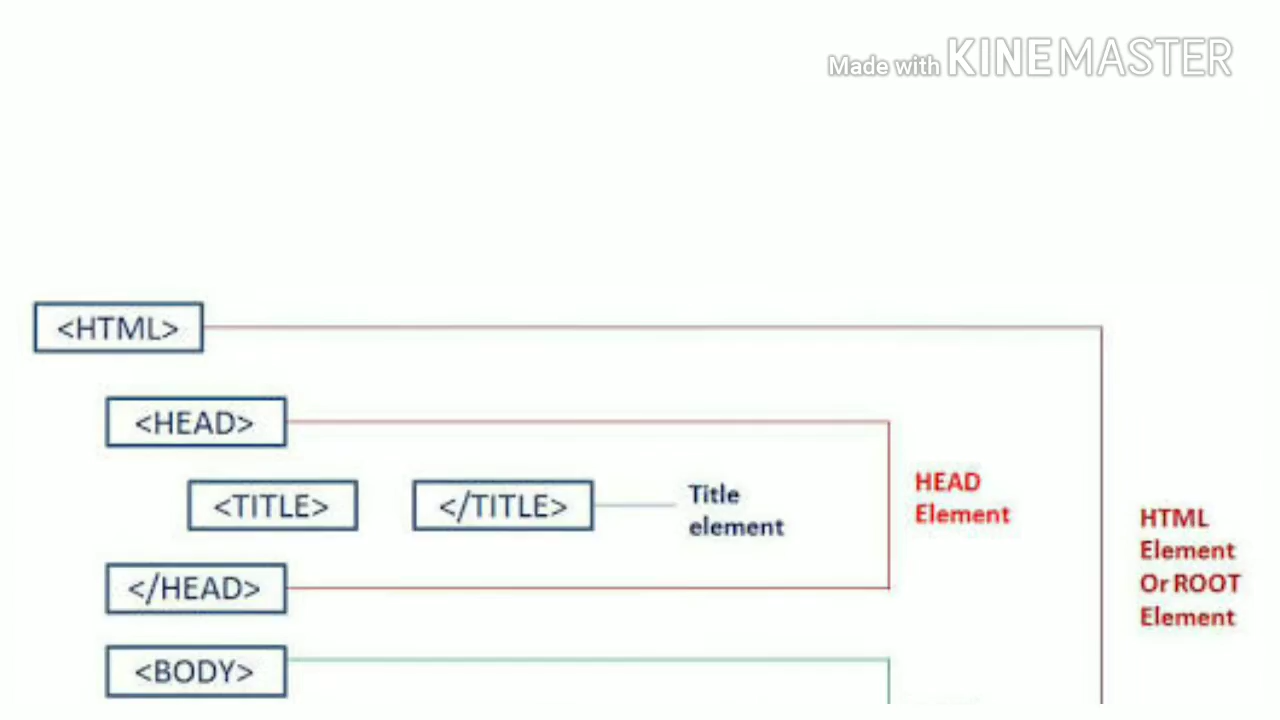 Made with KINEMASTER
<HTML>
<HEAD>
<TITLE> </TITLE> Title
element
HEAD
Element
HTML
Element
Or ROOT
Element
</HEAD>
<BODY>